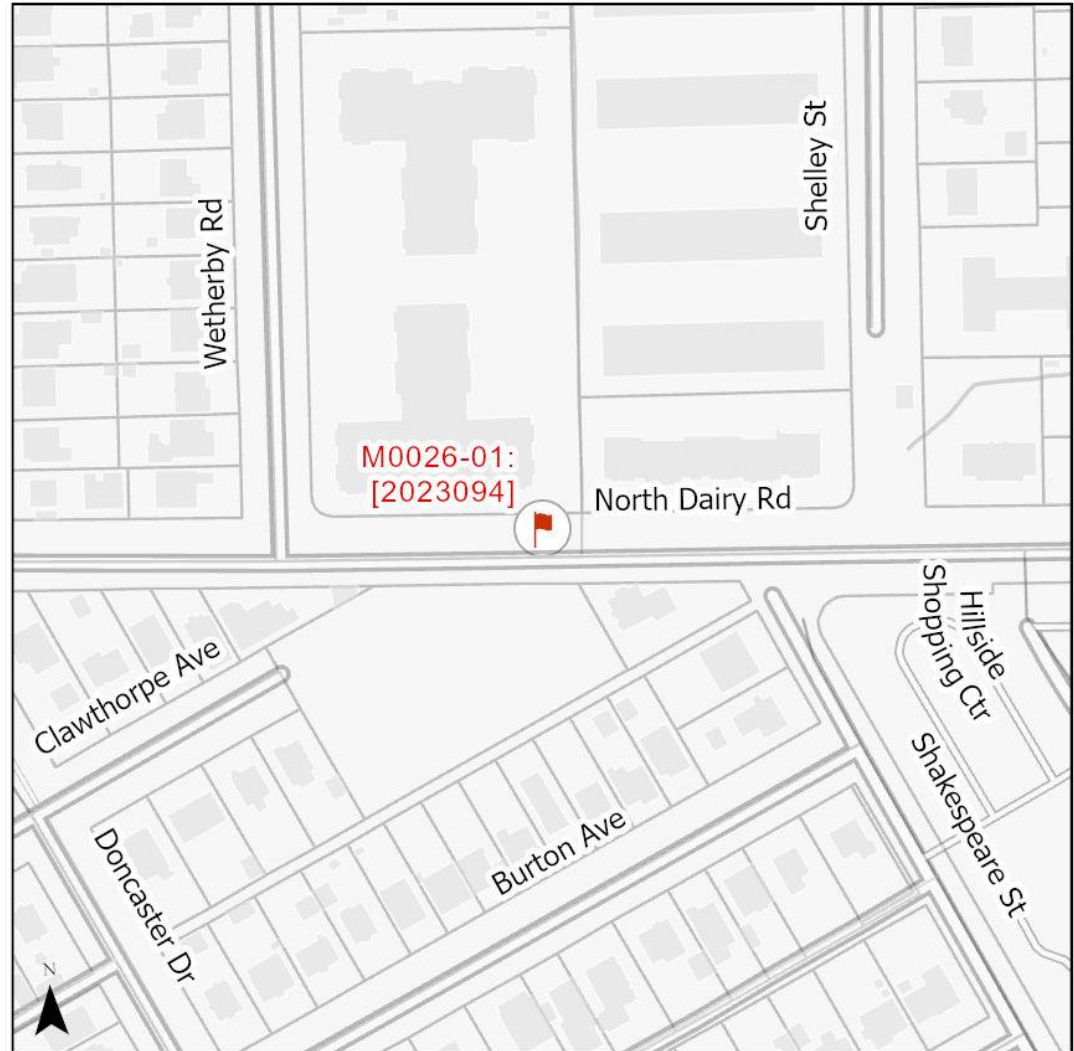 Shelley St
Wetherby Rd
M0026-01:
[2023094]
North Dairy Rd
Hillside
Shopping Ctr
Clawthorpe Ave
Shakespeare St
Burton Ave
Doncaster Dr
N